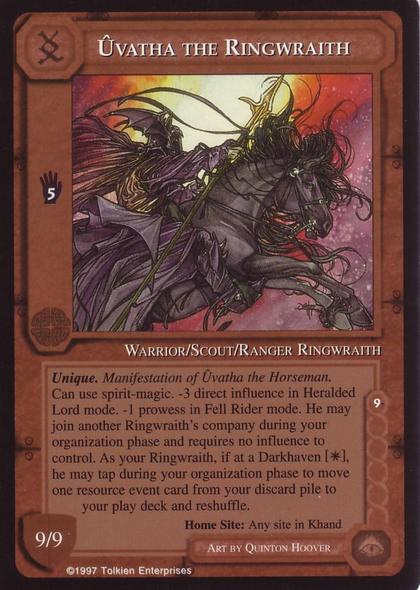 Ûvatha the Ringwraith
5
Warrior/Scout/Ranger Ringwraith
Unique. Manifestation of Ûvatha the Horseman.
Can use spirit-magic. -3 direct influence in Heralded
Lord mode. -1 prowess in Fell Rider mode. He may
join another Ringwraith's company during your
organization phase and requires no influence to
control. As your Ringwraith, if at a Darkhaven [✶],
he may tap during your organization phase to move
one resource event card from your discard pile to
your play deck and reshuffle.
9
Home Site: Any site in Khand
9/9
Art by Quinton Hoover
©1997 Tolkien Enterprises